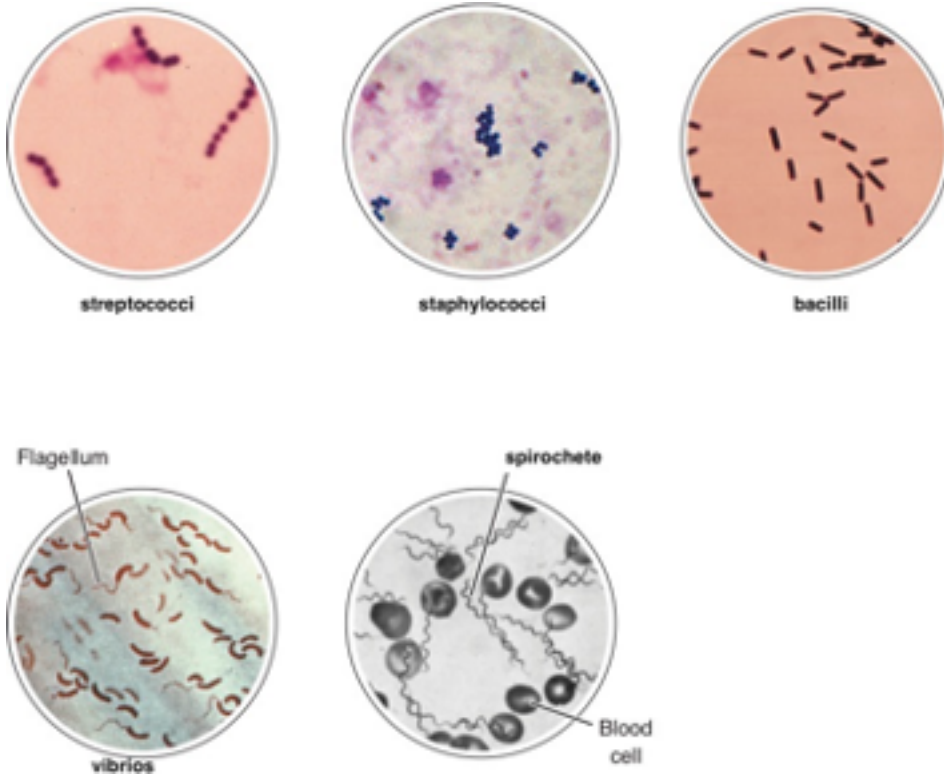 streptococci
staphylococci
bacilli
Flagellum
spirochete
vibrios
Blood
cell